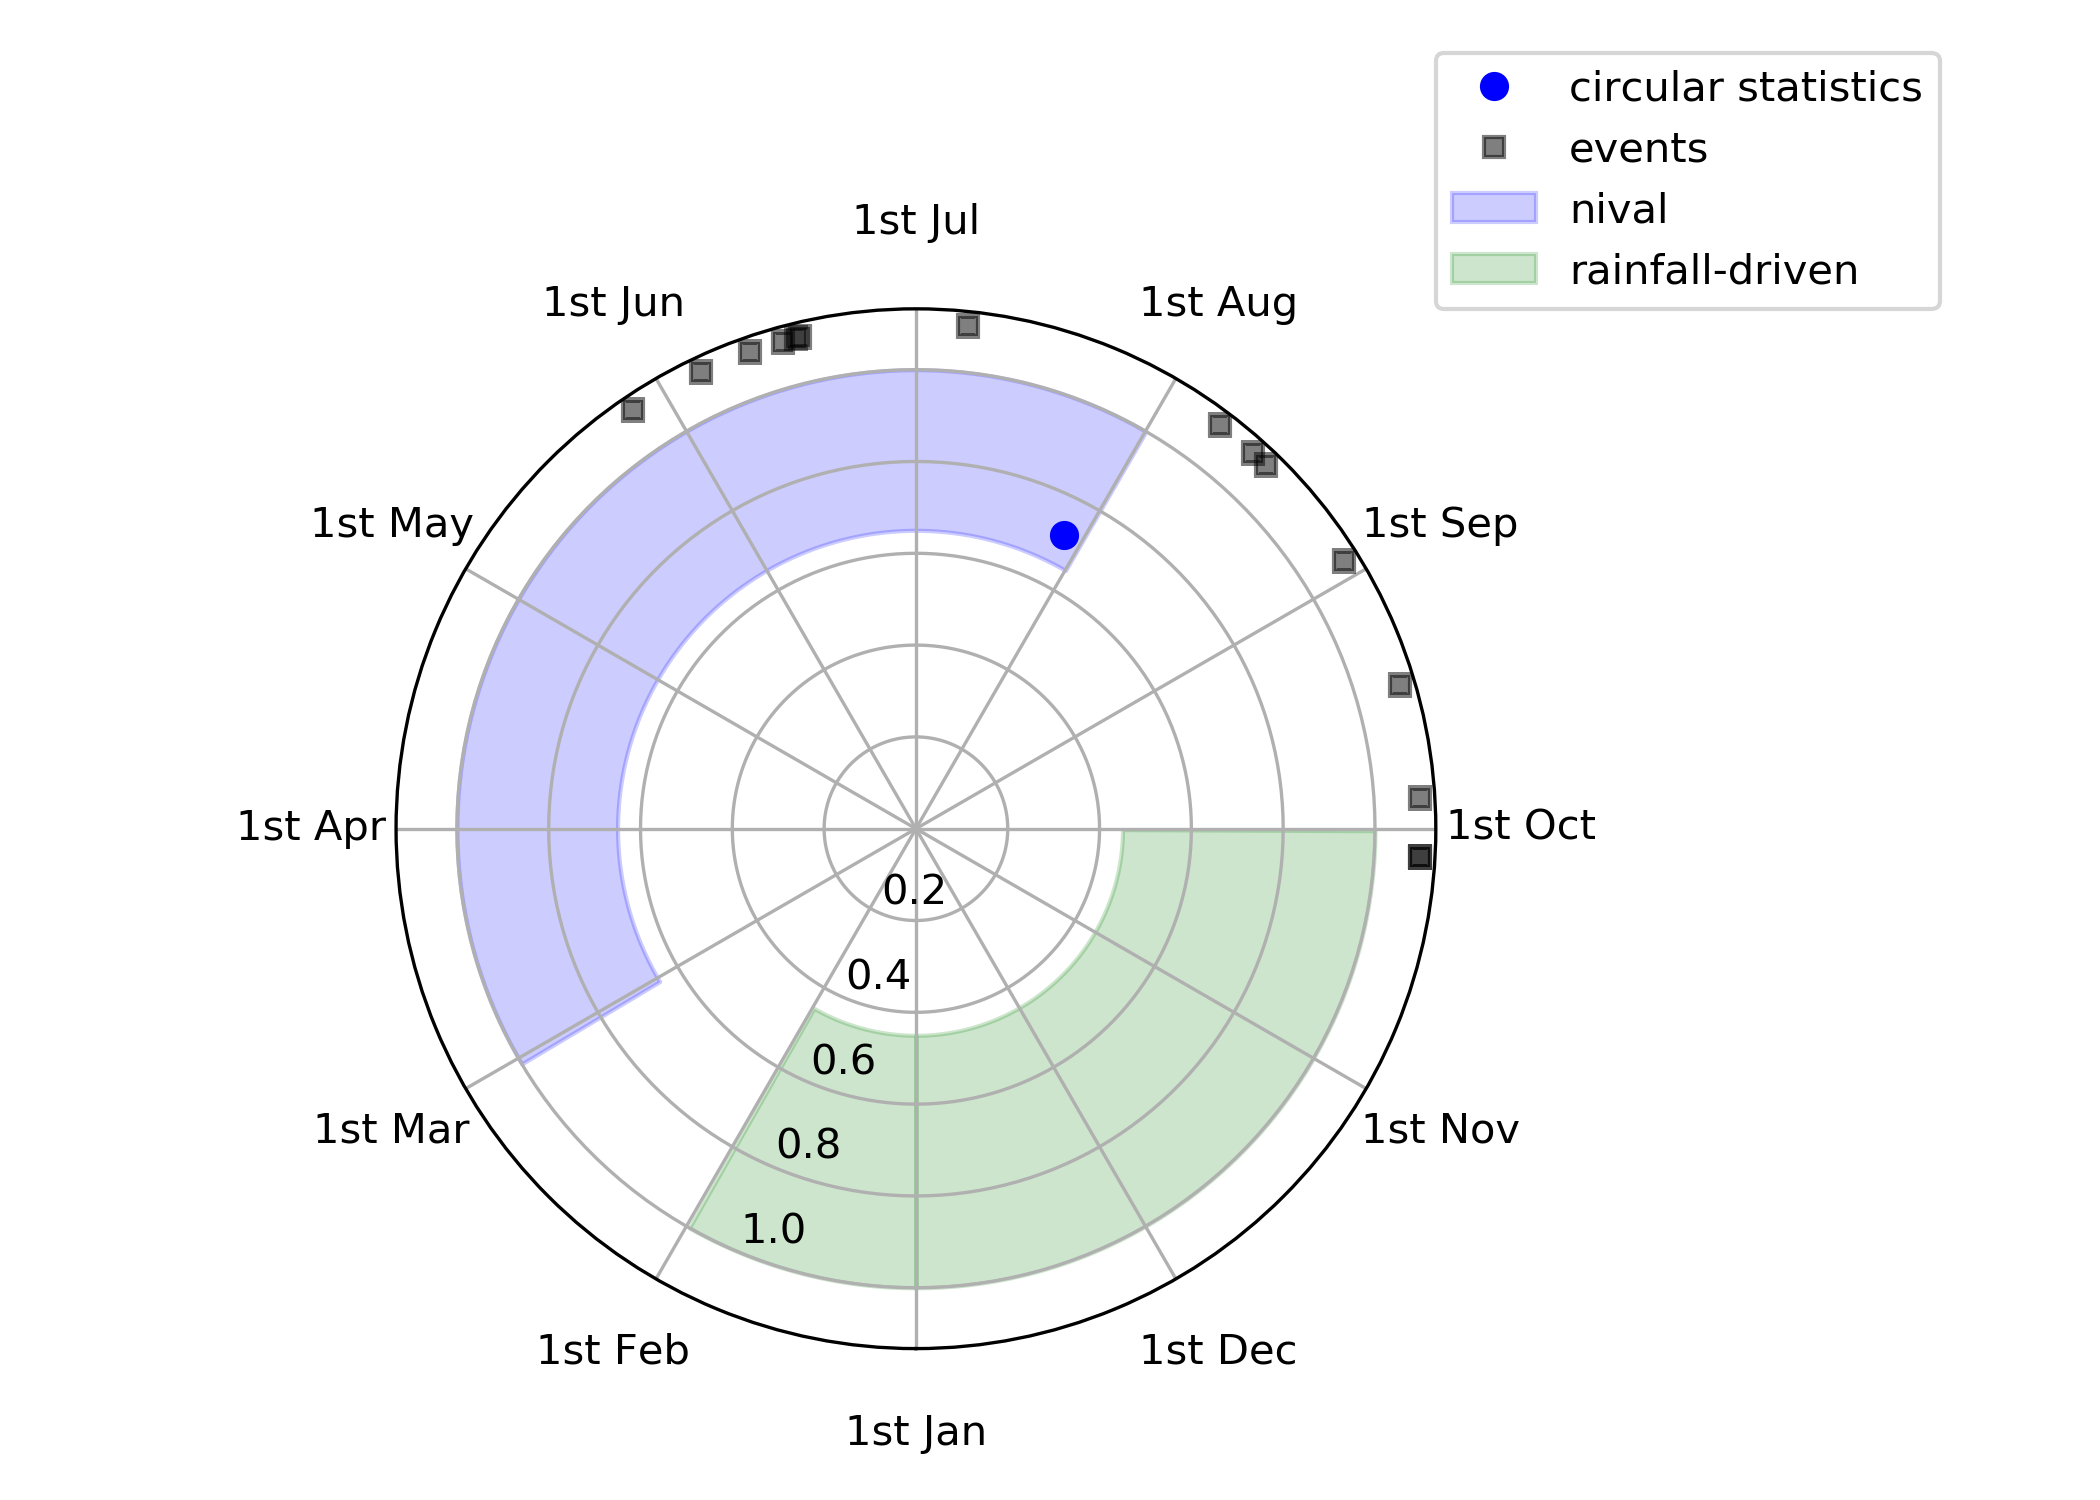 circular statistics
events
nival
rainfall-driven
1st Jul
1st Jun
1st Aug
1st May
1st Sep
1st Apr
1st Oct
0.2
0.4
0.6
0.8
1.0
1st Mar
1st Nov
1st Feb
1st Dec
1st Jan